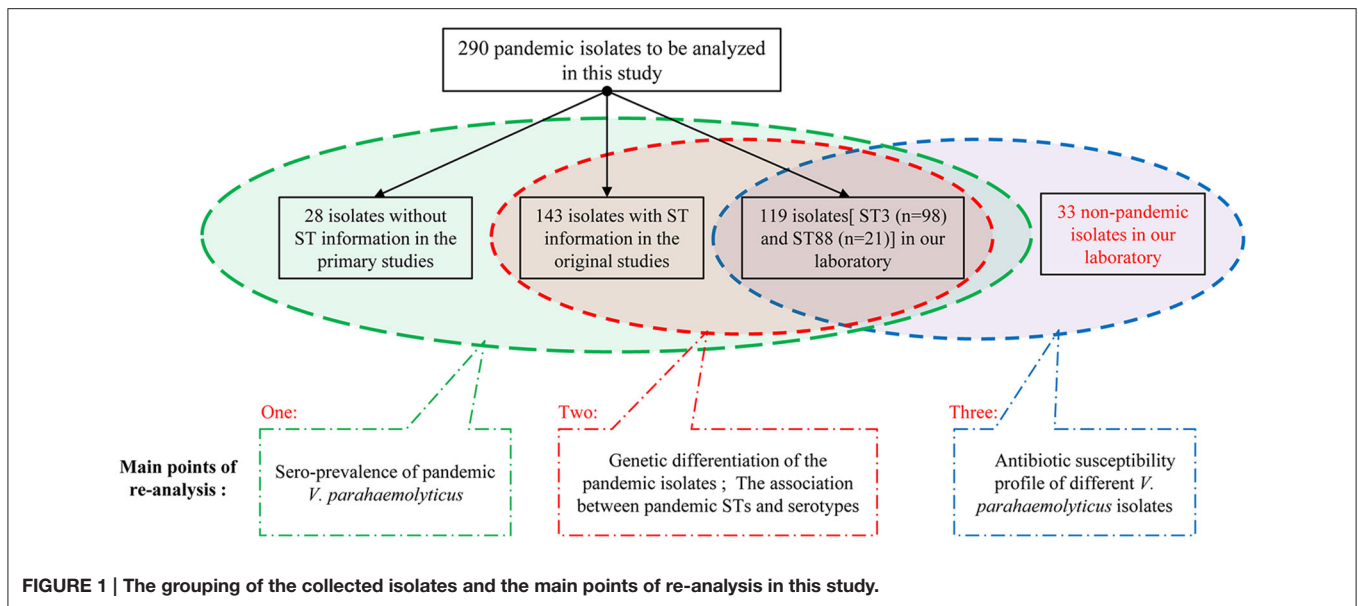 290 pandemic isolates to be analyzed
in this study
28 isolates without
ST information in the
primary studies
143 isolates with ST
information in the
original studies
119 isolates[ ST3 (n=98)
and ST88 (n=21)] in our
laboratory
33 non-pandemic
isolates in our
laboratory
One:
Two:
Three:
Main points of
re-analysis :
Sero-prevalence of pandemic
V. parahaemolyticus
Genetic differentiation of the
pandemic isolates ; The association
between pandemic STs and serotypes
Antibiotic susceptibility
profile of different V.
parahaemolyticus isolates
FIGURE 1 | The grouping of the collected isolates and the main points of re-analysis in this study.